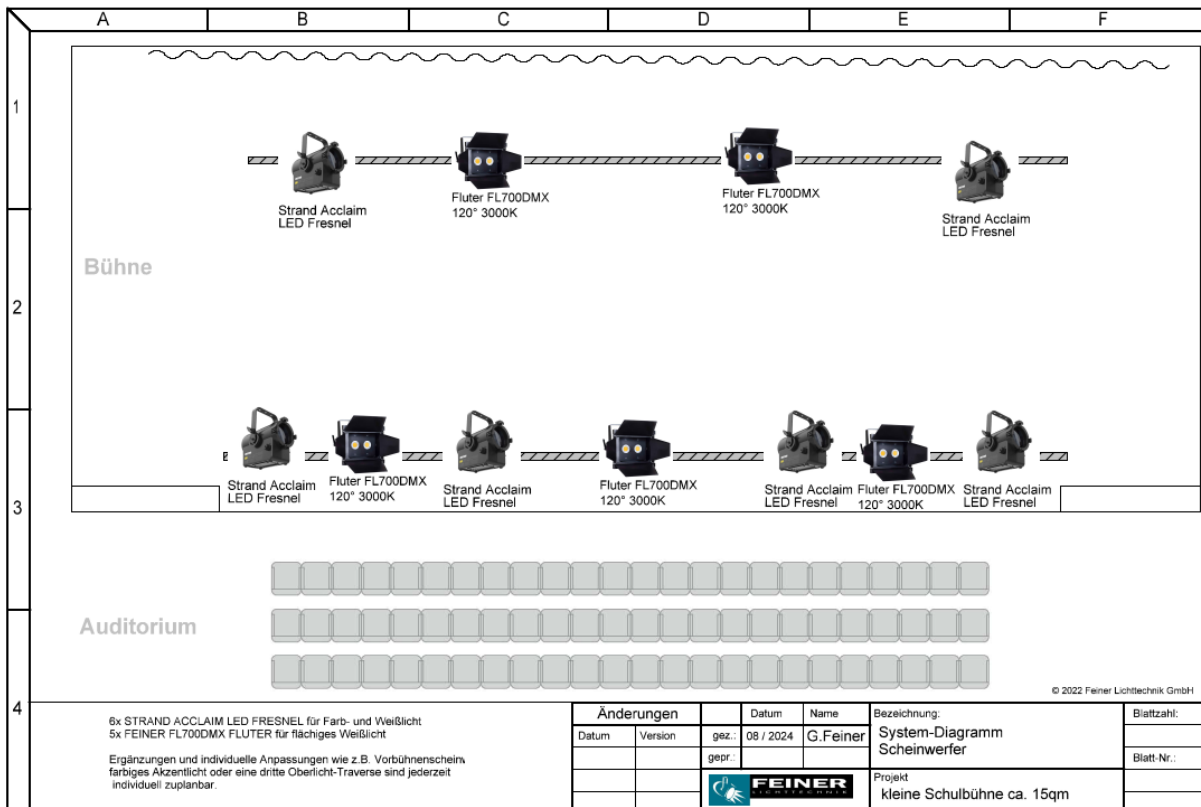 A B C D E F
1
Strand Acclaim
LED Fresnel
Fluter FL700DMX
120° 3000K
Fluter FL700DMX
120° 3000K
Strand Acclaim
LED Fresnel
Bühne
2
Strand Acclaim
LED Fresnel
Fluter FL700DMX
120° 3000K
Strand Acclaim
LED Fresnel
Fluter FL700DMX
120° 3000K
Strand Acclaim
LED Fresnel
Fluter FL700DMX
120° 3000K
Strand Acclaim
LED Fresnel
3
Auditorium
© 2022 Feiner Lichttechnik GmbH
4
6x STRAND ACCLAIM LED FRESNEL für Farb- und Weißlicht
5x FEINER FL700DMX FLUTER für flächiges Weißlicht
Ergänzungen und individuelle Anpassungen wie z.B. Vorbühnenschein
farbiges Akzentlicht oder eine dritte Oberlicht-Traverse sind jederzeit
individuell zuplanbar.
Änderungen Datum Name
Datum Version gez.: 08 / 2024 G.Feiner
gepr.:
FEINER
LICHTTECHNIK
Bezeichnung:
System-Diagramm
Scheinwerfer
Projekt
kleine Schulbühne ca. 15qm
Blattzahl:
Blatt-Nr.: